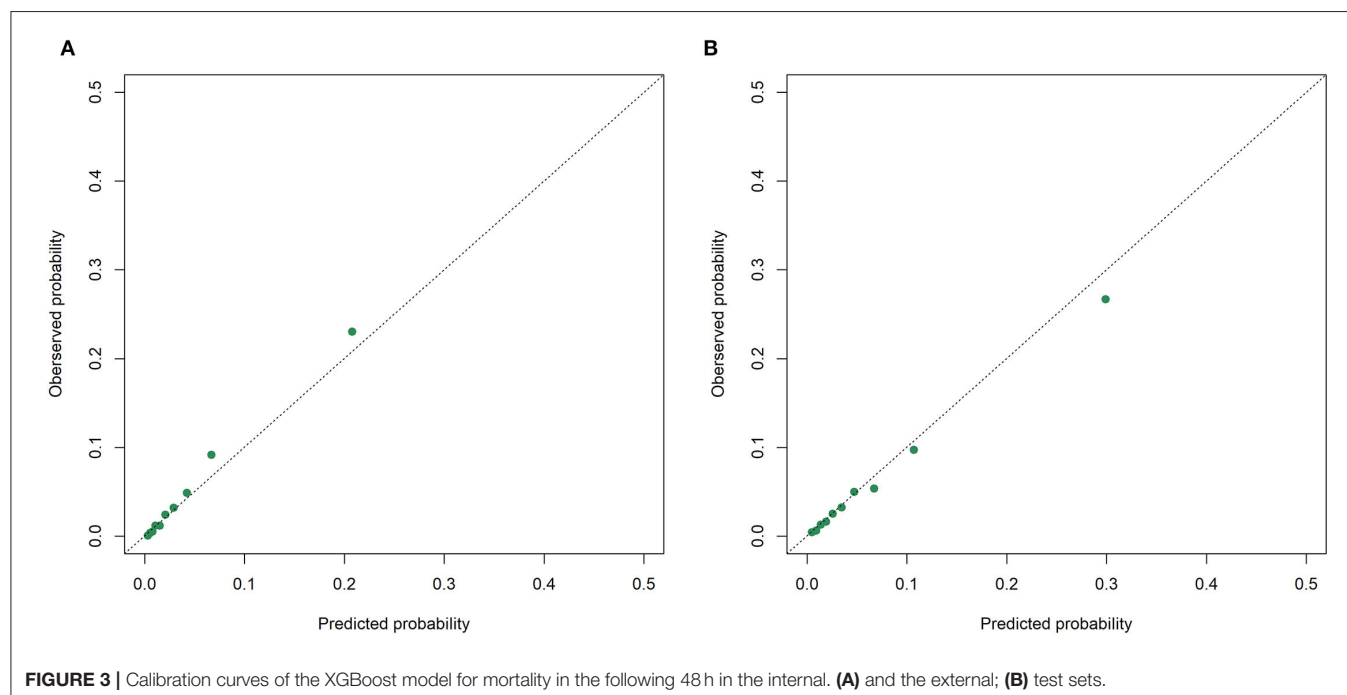 A
B
0.5
0.4
0.3
0.2
0.1
0.0
Oberserved probability
0.0 0.1 0.2 0.3 0.4 0.5
Predicted probability
0.5
0.4
0.3
0.2
0.1
0.0
Oberserved probability
0.0 0.1 0.2 0.3 0.4 0.5
Predicted probability
FIGURE 3 | Calibration curves of the XGBoost model for mortality in the following 48 h in the internal. (A) and the external; (B) test sets.